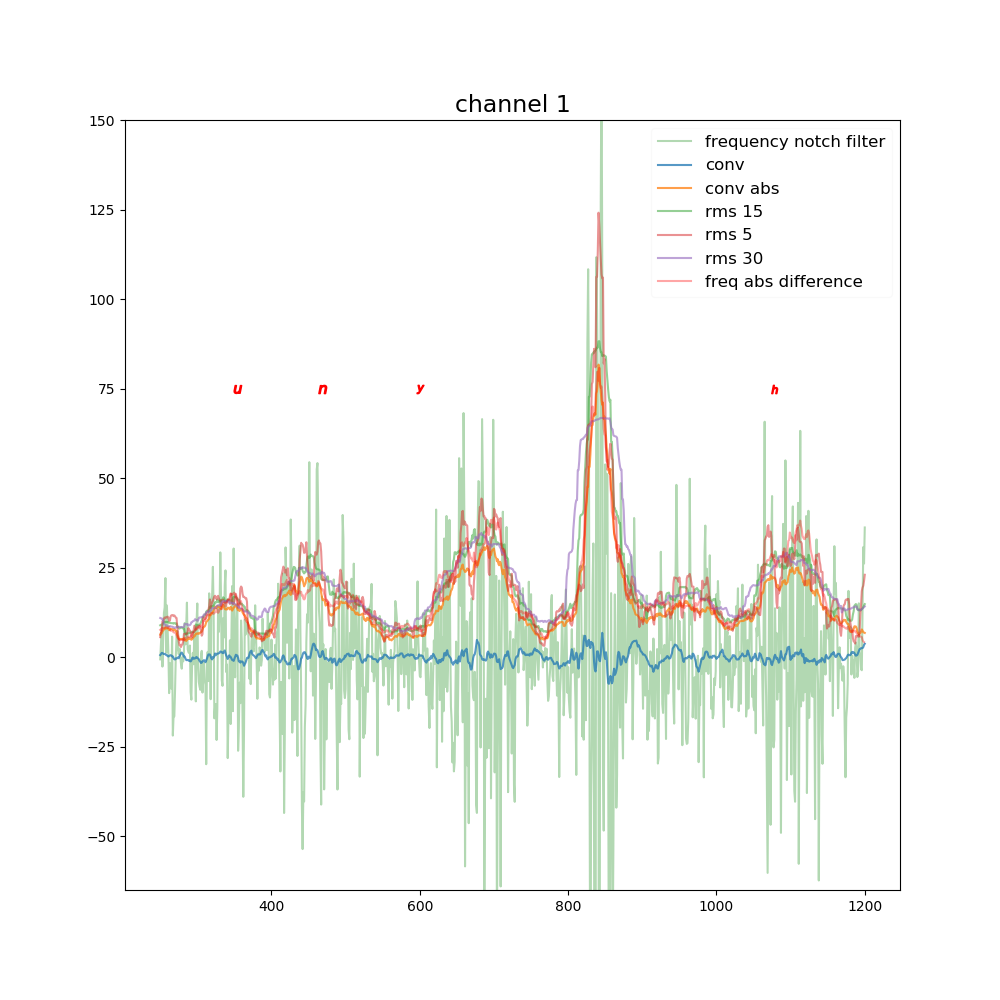 channel 1
150
125
100
75
50
25
0
−25
−50
400 600 800 1000 1200
frequency notch filter
conv
conv abs
rms 15
rms 5
rms 30
freq abs difference
u n y h